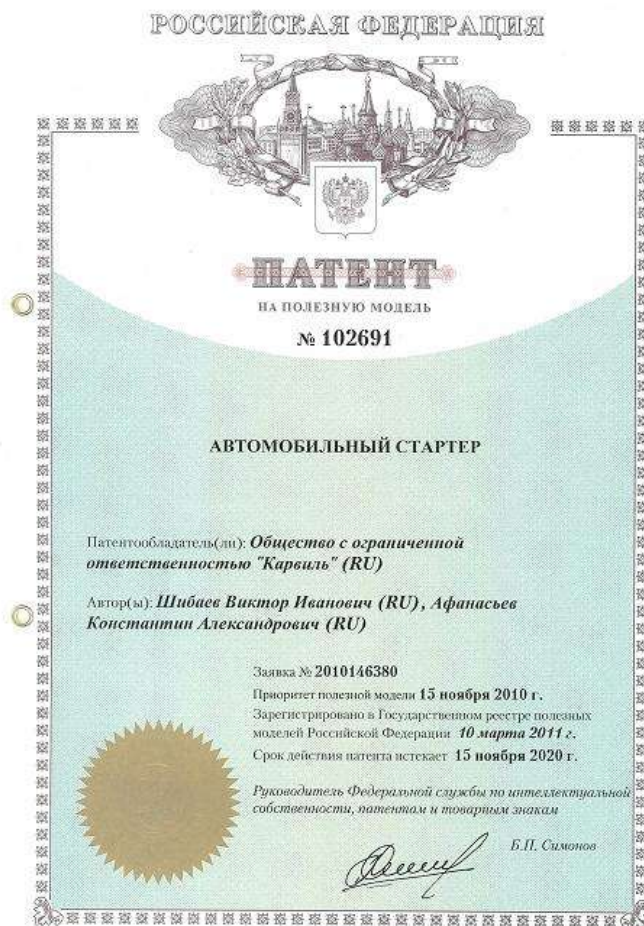 РОССИЙСКАЯ ФЕДЕРАЦИЯ
ПАТЕНТ
НА ПОЛЕЗНУЮ МОДЕЛЬ
№ 102691
АВТОМОБИЛЬНЫЙ СТАРТЕР
Патентообладатель(ли): Общество с ограниченной
ответственностью "Карвиль" (RU)
Автор(ы): Шибаев Виктор Иванович (RU), Афанасьев
Константин Александрович (RU)
Заявка № 2010146380
Приоритет полезной модели 15 ноября 2010 г.
Зарегистрировано в Государственном реестре полезных
моделей Российской Федерации 10 марта 2011 г.
Срок действия патента истекает 15 ноября 2020 г.
Руководитель Федеральной службы по интеллектуальной
собственности, патентам и товарным знакам
Б.П. Симонов